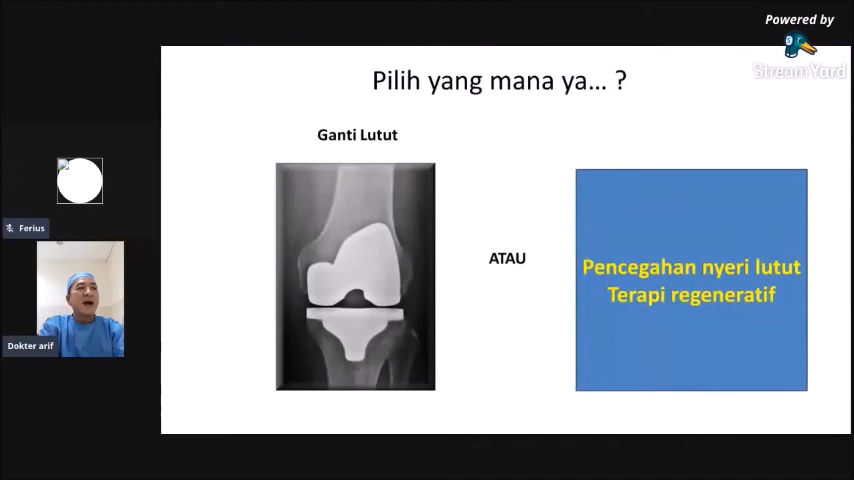 Powered by
StreamYard
Pilih yang mana ya... ?
Ganti Lutut
ATAU
Pencegahan nyeri lutut
Terapi regeneratif
Ferius
Dokter arif